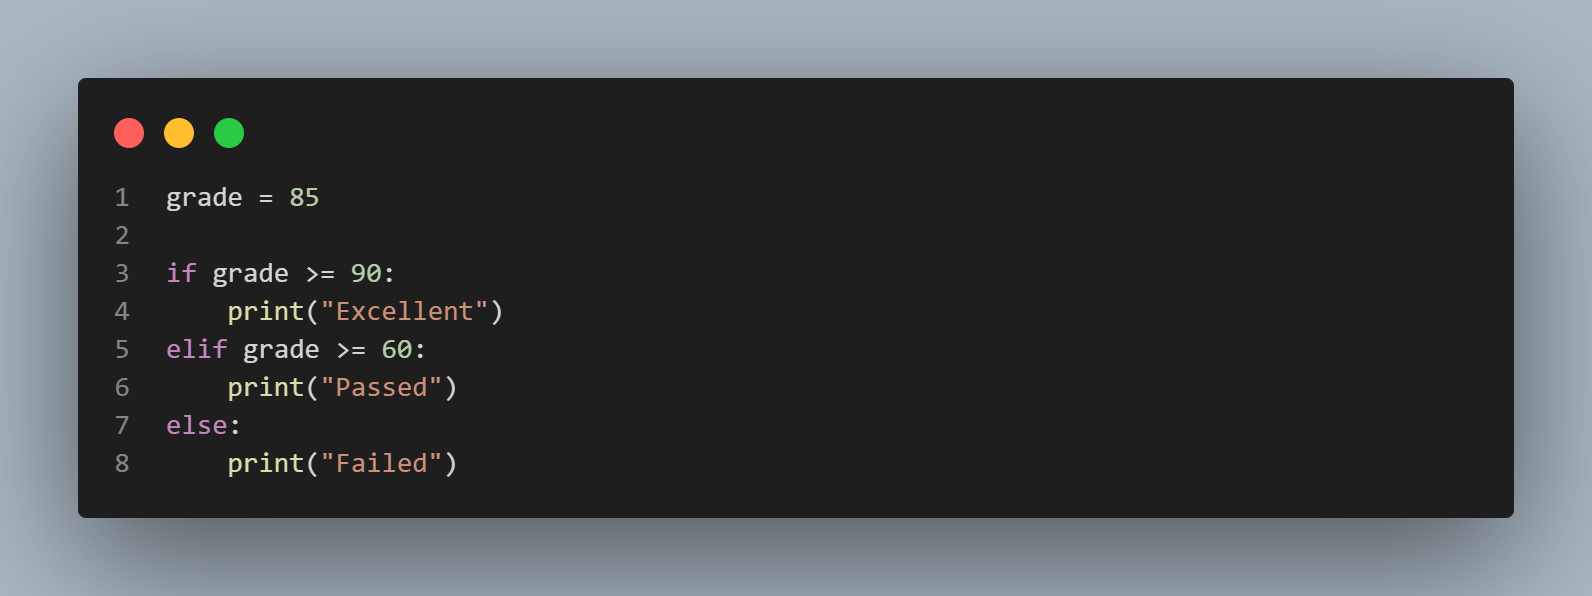 1 grade = 85
2
3 if grade >= 90:
4     print("Excellent")
5 elif grade >= 60:
6     print("Passed")
7 else:
8     print("Failed")